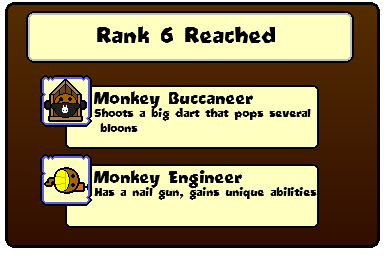 Rank 6 Reached
Monkey Buccaneer
Shoots a big dart that pops several
bloons
Monkey Engineer
Has a nail gun, gains unique abilities